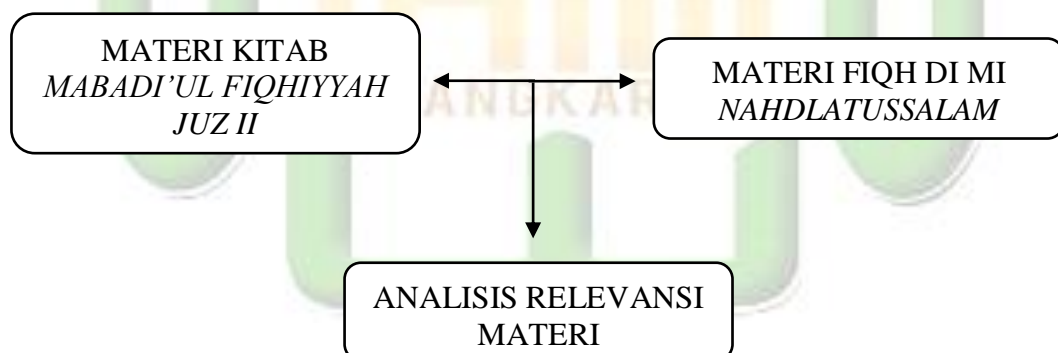 MATERI KITAB
MABADI’UL FIQHIYYAH
JUZ II
MATERI FIQH DI MI
NAHDLATUSSALAM
ANALISIS RELEVANSI
MATERI